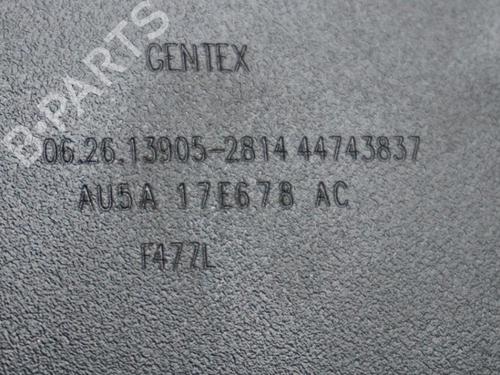 B-PARTS
GENTEX
06.26.13905-2814 44743837
AU5A 17E678 AC
F477L